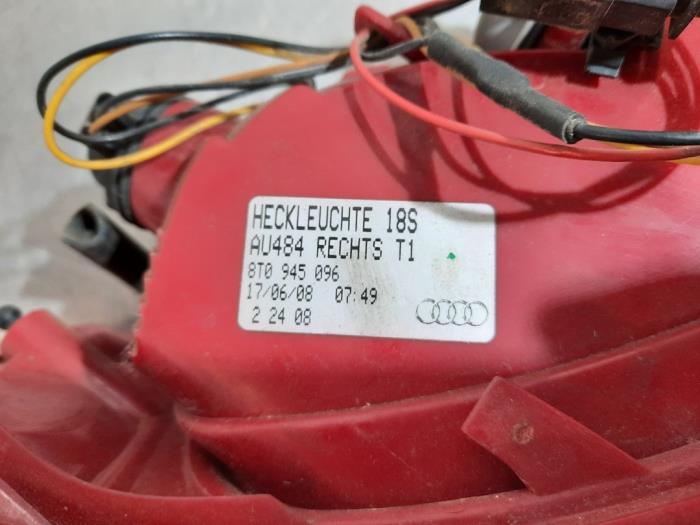 HECKLEUCHTE 18S
AU484 RECHTS T1
8T0 945 096
17/06/08 07:49
2 24 08